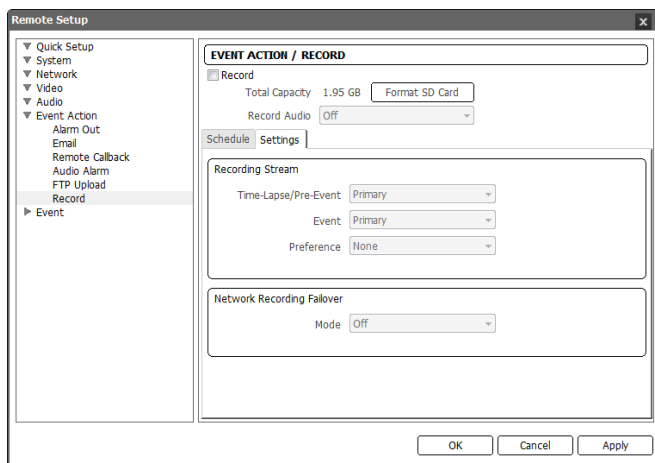 Remote Setup
x
Quick Setup
System
Network
Video
Audio
Event Action
Alarm Out
Email
Remote Callback
Audio Alarm
FTP Upload
Record
Event
EVENT ACTION / RECORD
Record
Total Capacity 1.95 GB Format SD Card
Record Audio Off
Schedule Settings
Recording Stream
Time-Lapse/Pre-Event Primary
Event Primary
Preference None
Network Recording Failover
Mode Off
OK Cancel Apply